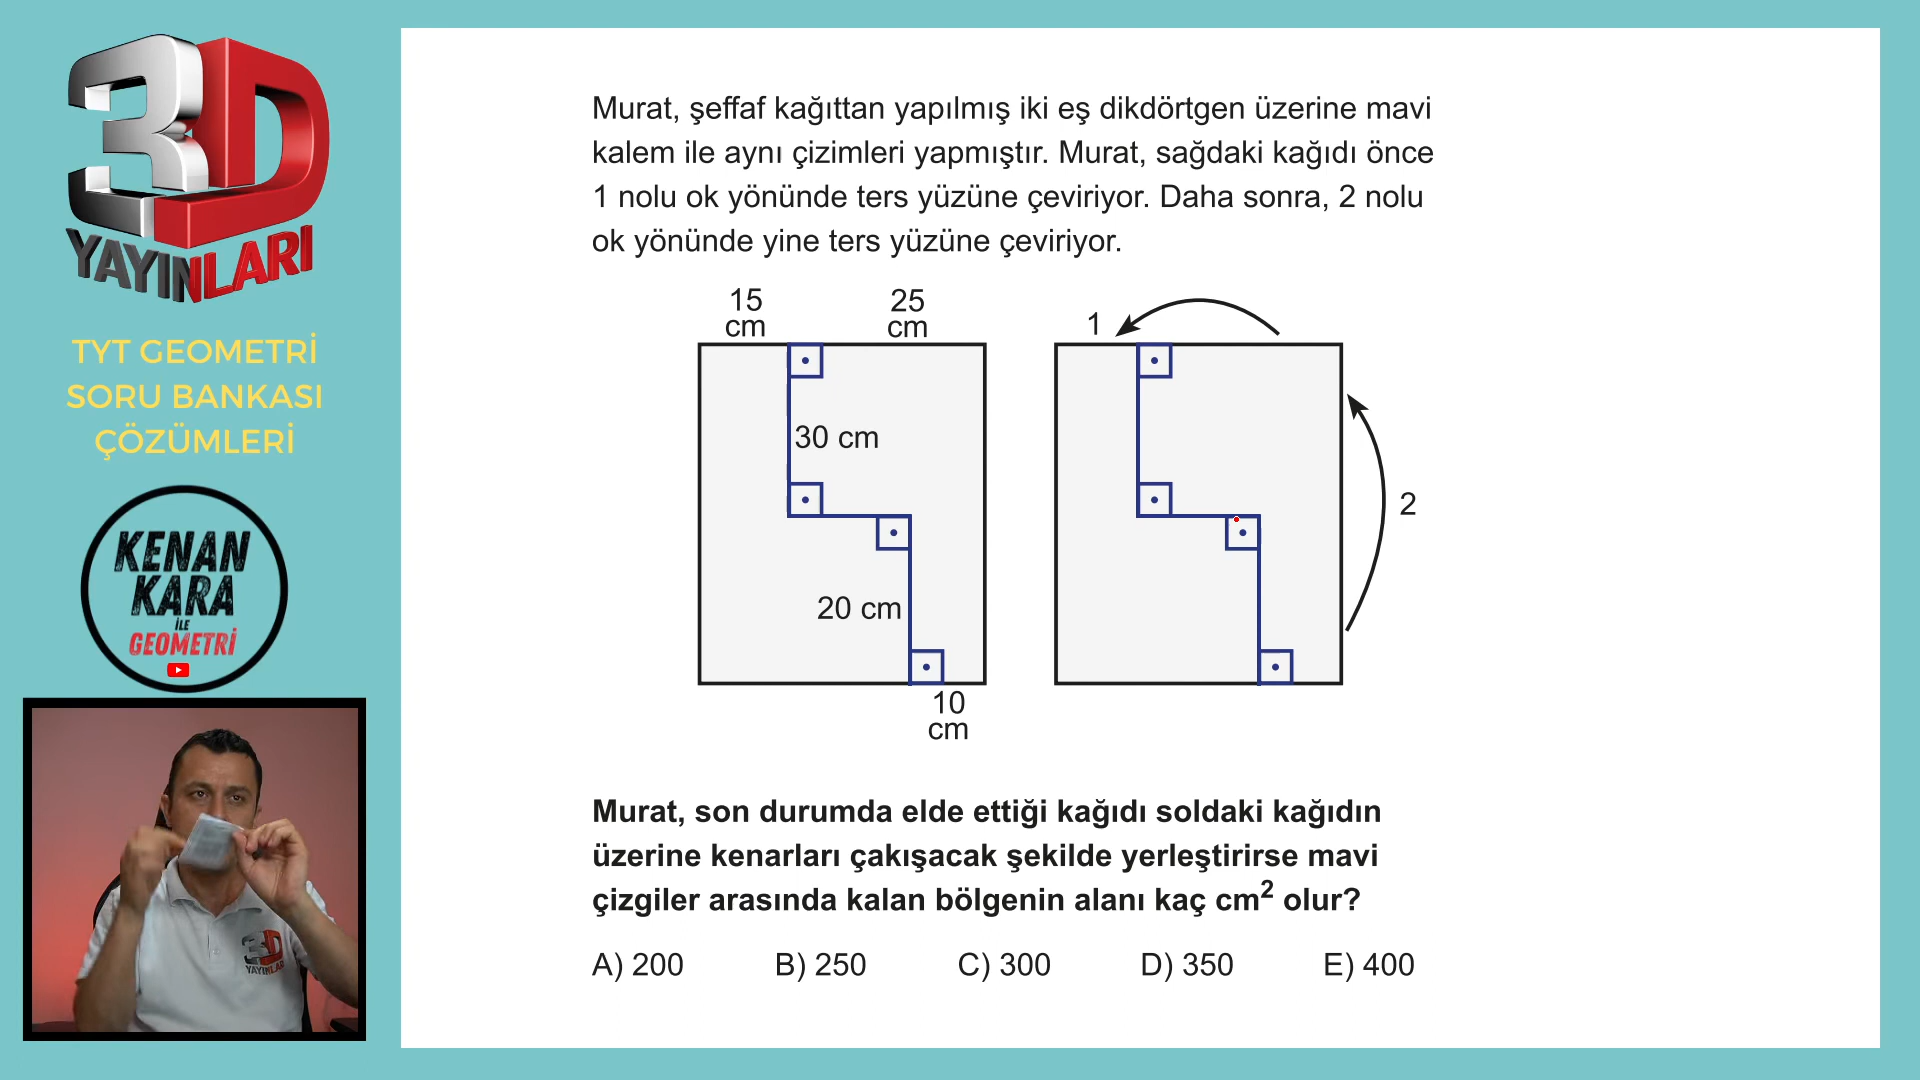 3D
YAYINLARI
TYT GEOMETRİ
SORU BANKASI
ÇÖZÜMLERİ
KENAN
KARA
İLE
GEOMETRİ
3D
YAYINLARI
Murat, şeffaf kağıttan yapılmış iki eş dikdörtgen üzerine mavi
kalem ile aynı çizimleri yapmıştır. Murat, sağdaki kağıdı önce
1 nolu ok yönünde ters yüzüne çeviriyor. Daha sonra, 2 nolu
ok yönünde yine ters yüzüne çeviriyor.
15
cm
25
cm
30 cm
20 cm
10
cm
1
2
Murat, son durumda elde ettiği kağıdı soldaki kağıdın
üzerine kenarları çakışacak şekilde yerleştirirse mavi
çizgiler arasında kalan bölgenin alanı kaç cm² olur?
A) 200 B) 250 C) 300 D) 350 E) 400